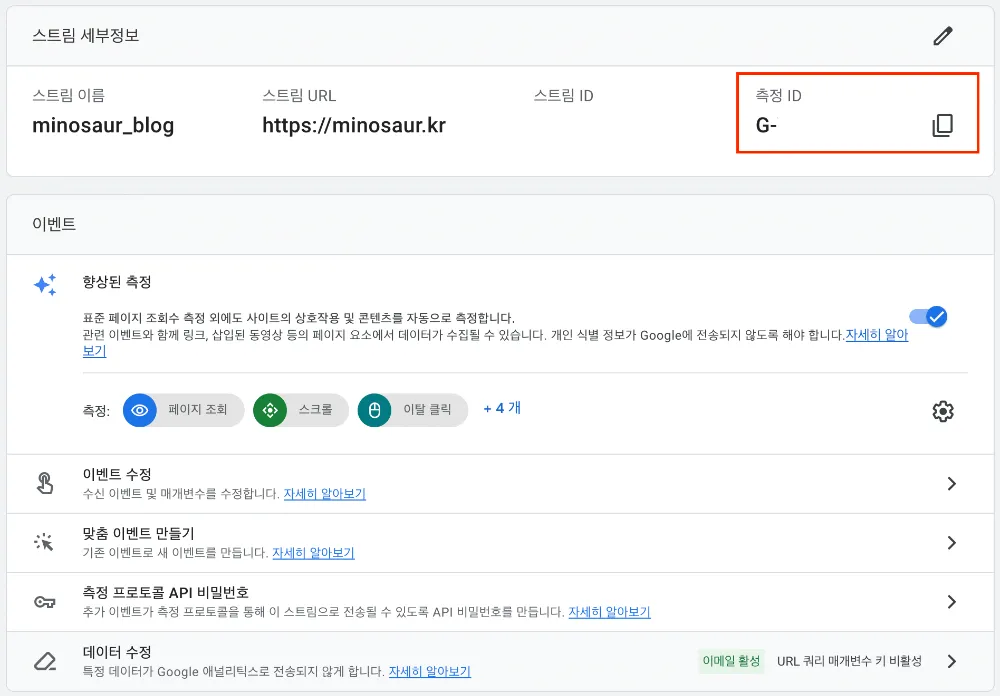 스트림 세부정보
스트림 이름
minosaur_blog
스트림 URL
https://minosaur.kr
스트림 ID
측정 ID
G-
이벤트
향상된 측정
표준 페이지 조회수 측정 외에도 사이트의 상호작용 및 콘텐츠를 자동으로 측정합니다.
관련 이벤트와 함께 링크, 삽입된 동영상 등의 페이지 요소에서 데이터가 수집될 수 있습니다. 개인 식별 정보가 Google에 전송되지 않도록 해야 합니다.자세히 알아
보기
측정: 페이지 조회 스크롤 이탈 클릭 + 4 개
이벤트 수정
수신 이벤트 및 매개변수를 수정합니다. 자세히 알아보기
맞춤 이벤트 만들기
기존 이벤트로 새 이벤트를 만듭니다. 자세히 알아보기
측정 프로토콜 API 비밀번호
추가 이벤트가 측정 프로토콜을 통해 이 스트림으로 전송될 수 있도록 API 비밀번호를 만듭니다. 자세히 알아보기
데이터 수정
특정 데이터가 Google 애널리틱스로 전송되지 않게 합니다. 자세히 알아보기
이메일 활성 URL 쿼리 매개변수 키 비활성